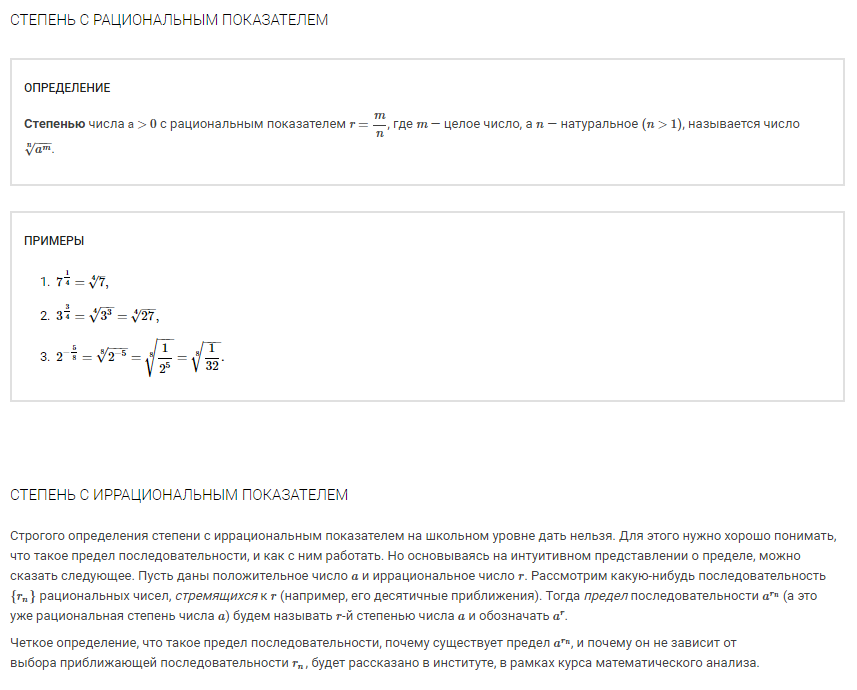 СТЕПЕНЬ С РАЦИОНАЛЬНЫМ ПОКАЗАТЕЛЕМ
ОПРЕДЕЛЕНИЕ
Степенью числа a > 0 с рациональным показателем $r = \frac{m}{n}$, где $m$ — целое число, а $n$ — натуральное $(n > 1)$, называется число
$\sqrt[n]{a^m}$.
ПРИМЕРЫ
1. $7^{\frac{1}{4}} = \sqrt[4]{7}$,
2. $3^{\frac{3}{4}} = \sqrt[4]{3^3} = \sqrt[4]{27}$,
3. $2^{-\frac{5}{8}} = \sqrt[8]{2^{-5}} = \sqrt[8]{\frac{1}{2^5}} = \sqrt[8]{\frac{1}{32}}$.
СТЕПЕНЬ С ИРРАЦИОНАЛЬНЫМ ПОКАЗАТЕЛЕМ
Строгого определения степени с иррациональным показателем на школьном уровне дать нельзя. Для этого нужно хорошо понимать,
что такое предел последовательности, и как с ним работать. Но основываясь на интуитивном представлении о пределе, можно
сказать следующее. Пусть даны положительное число $a$ и иррациональное число $r$. Рассмотрим какую-нибудь последовательность
$\{r_n\}$ рациональных чисел, стремящихся к $r$ (например, его десятичные приближения). Тогда предел последовательности $a^{r_n}$ (а это
уже рациональная степень числа $a$) будем называть $r$-й степенью числа $a$ и обозначать $a^r$.
Четкое определение, что такое предел последовательности, почему существует предел $a^{r_n}$, и почему он не зависит от
выбора приближающей последовательности $r_n$, будет рассказано в институте, в рамках курса математического анализа.